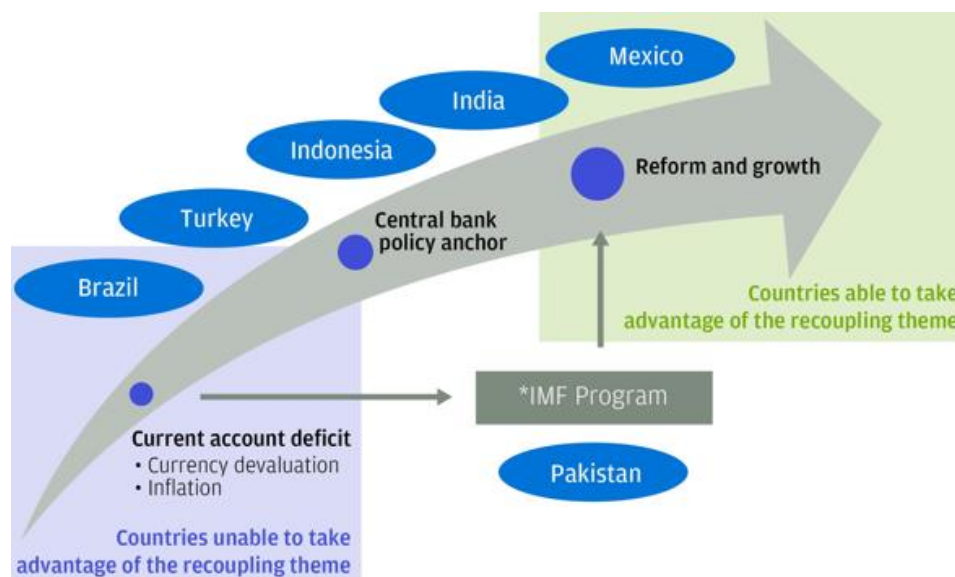 Mexico
India
Indonesia
Turkey
Brazil
Reform and growth
Central bank
policy anchor
Countries able to take
advantage of the recoupling theme
*IMF Program
Current account deficit
• Currency devaluation
• Inflation
Pakistan
Countries unable to take
advantage of the recoupling theme